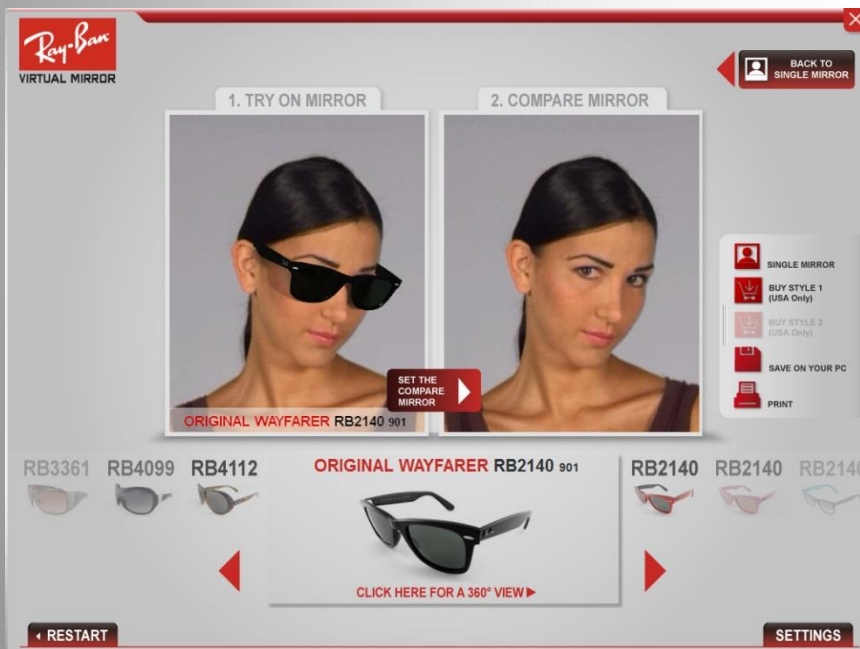 Ray-Ban
VIRTUAL MIRROR
BACK TO
SINGLE MIRROR
1. TRY ON MIRROR
2. COMPARE MIRROR
SINGLE MIRROR
BUY STYLE 1
(USA Only)
BUY STYLE 2
(USA Only)
SAVE ON YOUR PC
PRINT
SET THE
COMPARE
MIRROR
ORIGINAL WAYFARER RB2140 901
RB3361
RB4099
RB4112
ORIGINAL WAYFARER RB2140 901
RB2140
RB2140
RB2140
CLICK HERE FOR A 360° VIEW
RESTART
SETTINGS